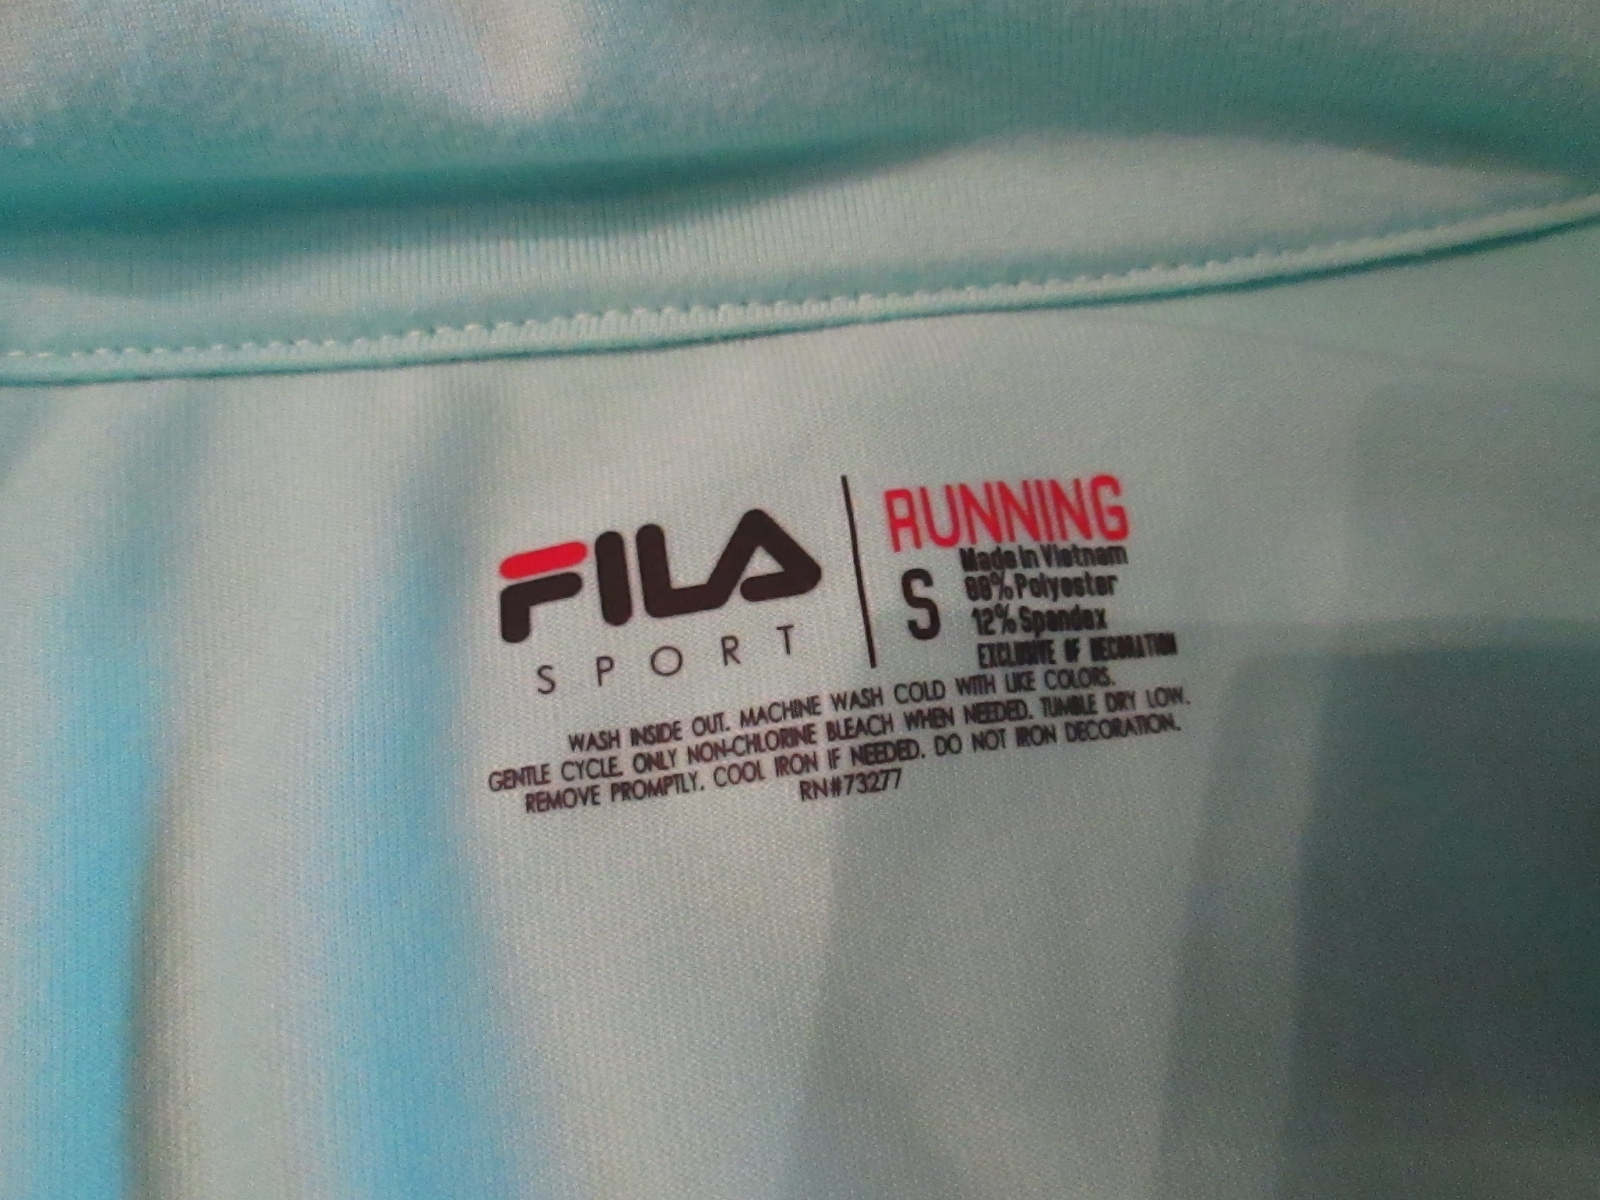 FILA
SPORT
RUNNING
S
Made in Vietnam
88% Polyester
12% Spandex
EXCLUSIVE OF DECORATION
WASH INSIDE OUT. MACHINE WASH COLD WITH LIKE COLORS.
GENTLE CYCLE. ONLY NON-CHLORINE BLEACH WHEN NEEDED. TUMBLE DRY LOW.
REMOVE PROMPTLY. COOL IRON IF NEEDED. DO NOT IRON DECORATION.
RN#73277